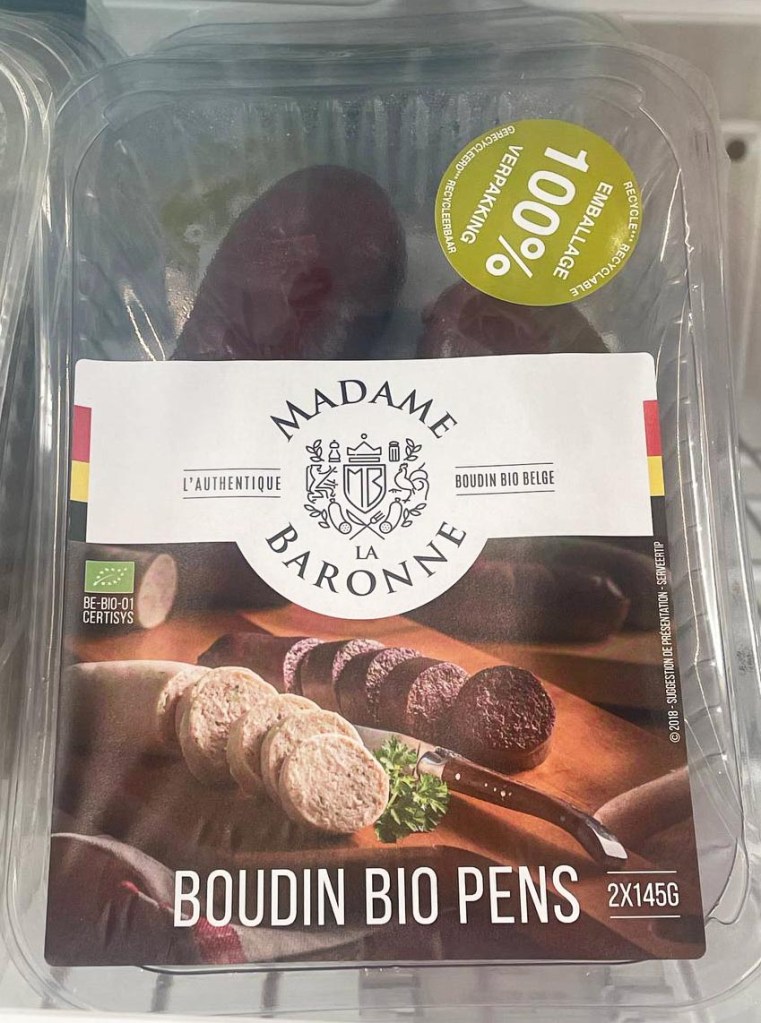 RECYCLE*** RECYCLABLE
EMBALLAGE
100%
VERPAKKING
GERECYCLEERD*** RECYCLEERBAAR
MADAME
L'AUTHENTIQUE
MB
BOUDIN BIO BELGE
LA
BARONNE
BE-BIO-01
CERTISYS
© 2018 - SUGGESTION DE PRÉSENTATION - SERVEERTIP
BOUDIN BIO PENS
2X145G